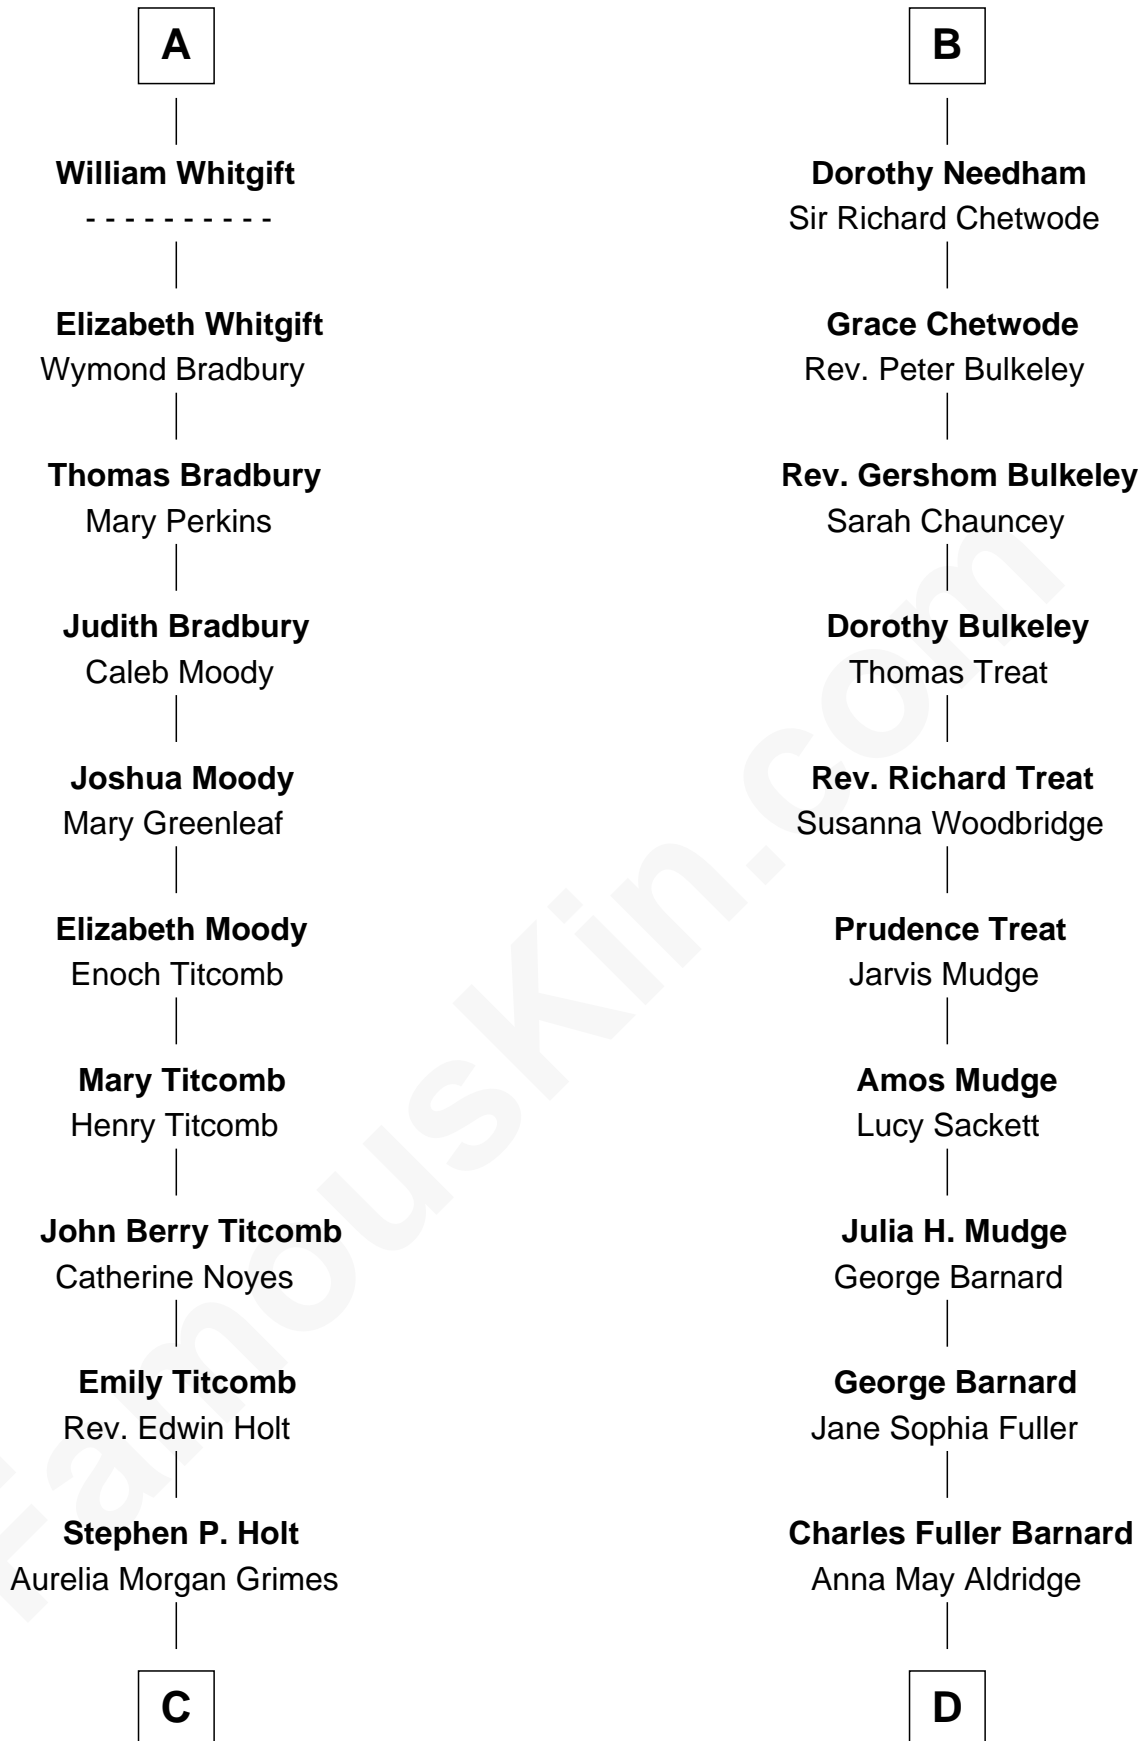 A
William Whitgift
- - - - - - - - - -
Elizabeth Whitgift
Wymond Bradbury
Thomas Bradbury
Mary Perkins
Judith Bradbury
Caleb Moody
Joshua Moody
Mary Greenleaf
Elizabeth Moody
Enoch Titcomb
Mary Titcomb
Henry Titcomb
John Berry Titcomb
Catherine Noyes
Emily Titcomb
Rev. Edwin Holt
Stephen P. Holt
Aurelia Morgan Grimes
C
B
Dorothy Needham
Sir Richard Chetwode
Grace Chetwode
Rev. Peter Bulkeley
Rev. Gershom Bulkeley
Sarah Chauncey
Dorothy Bulkeley
Thomas Treat
Rev. Richard Treat
Susanna Woodbridge
Prudence Treat
Jarvis Mudge
Amos Mudge
Lucy Sackett
Julia H. Mudge
George Barnard
George Barnard
Jane Sophia Fuller
Charles Fuller Barnard
Anna May Aldridge
D
FamousKin.com